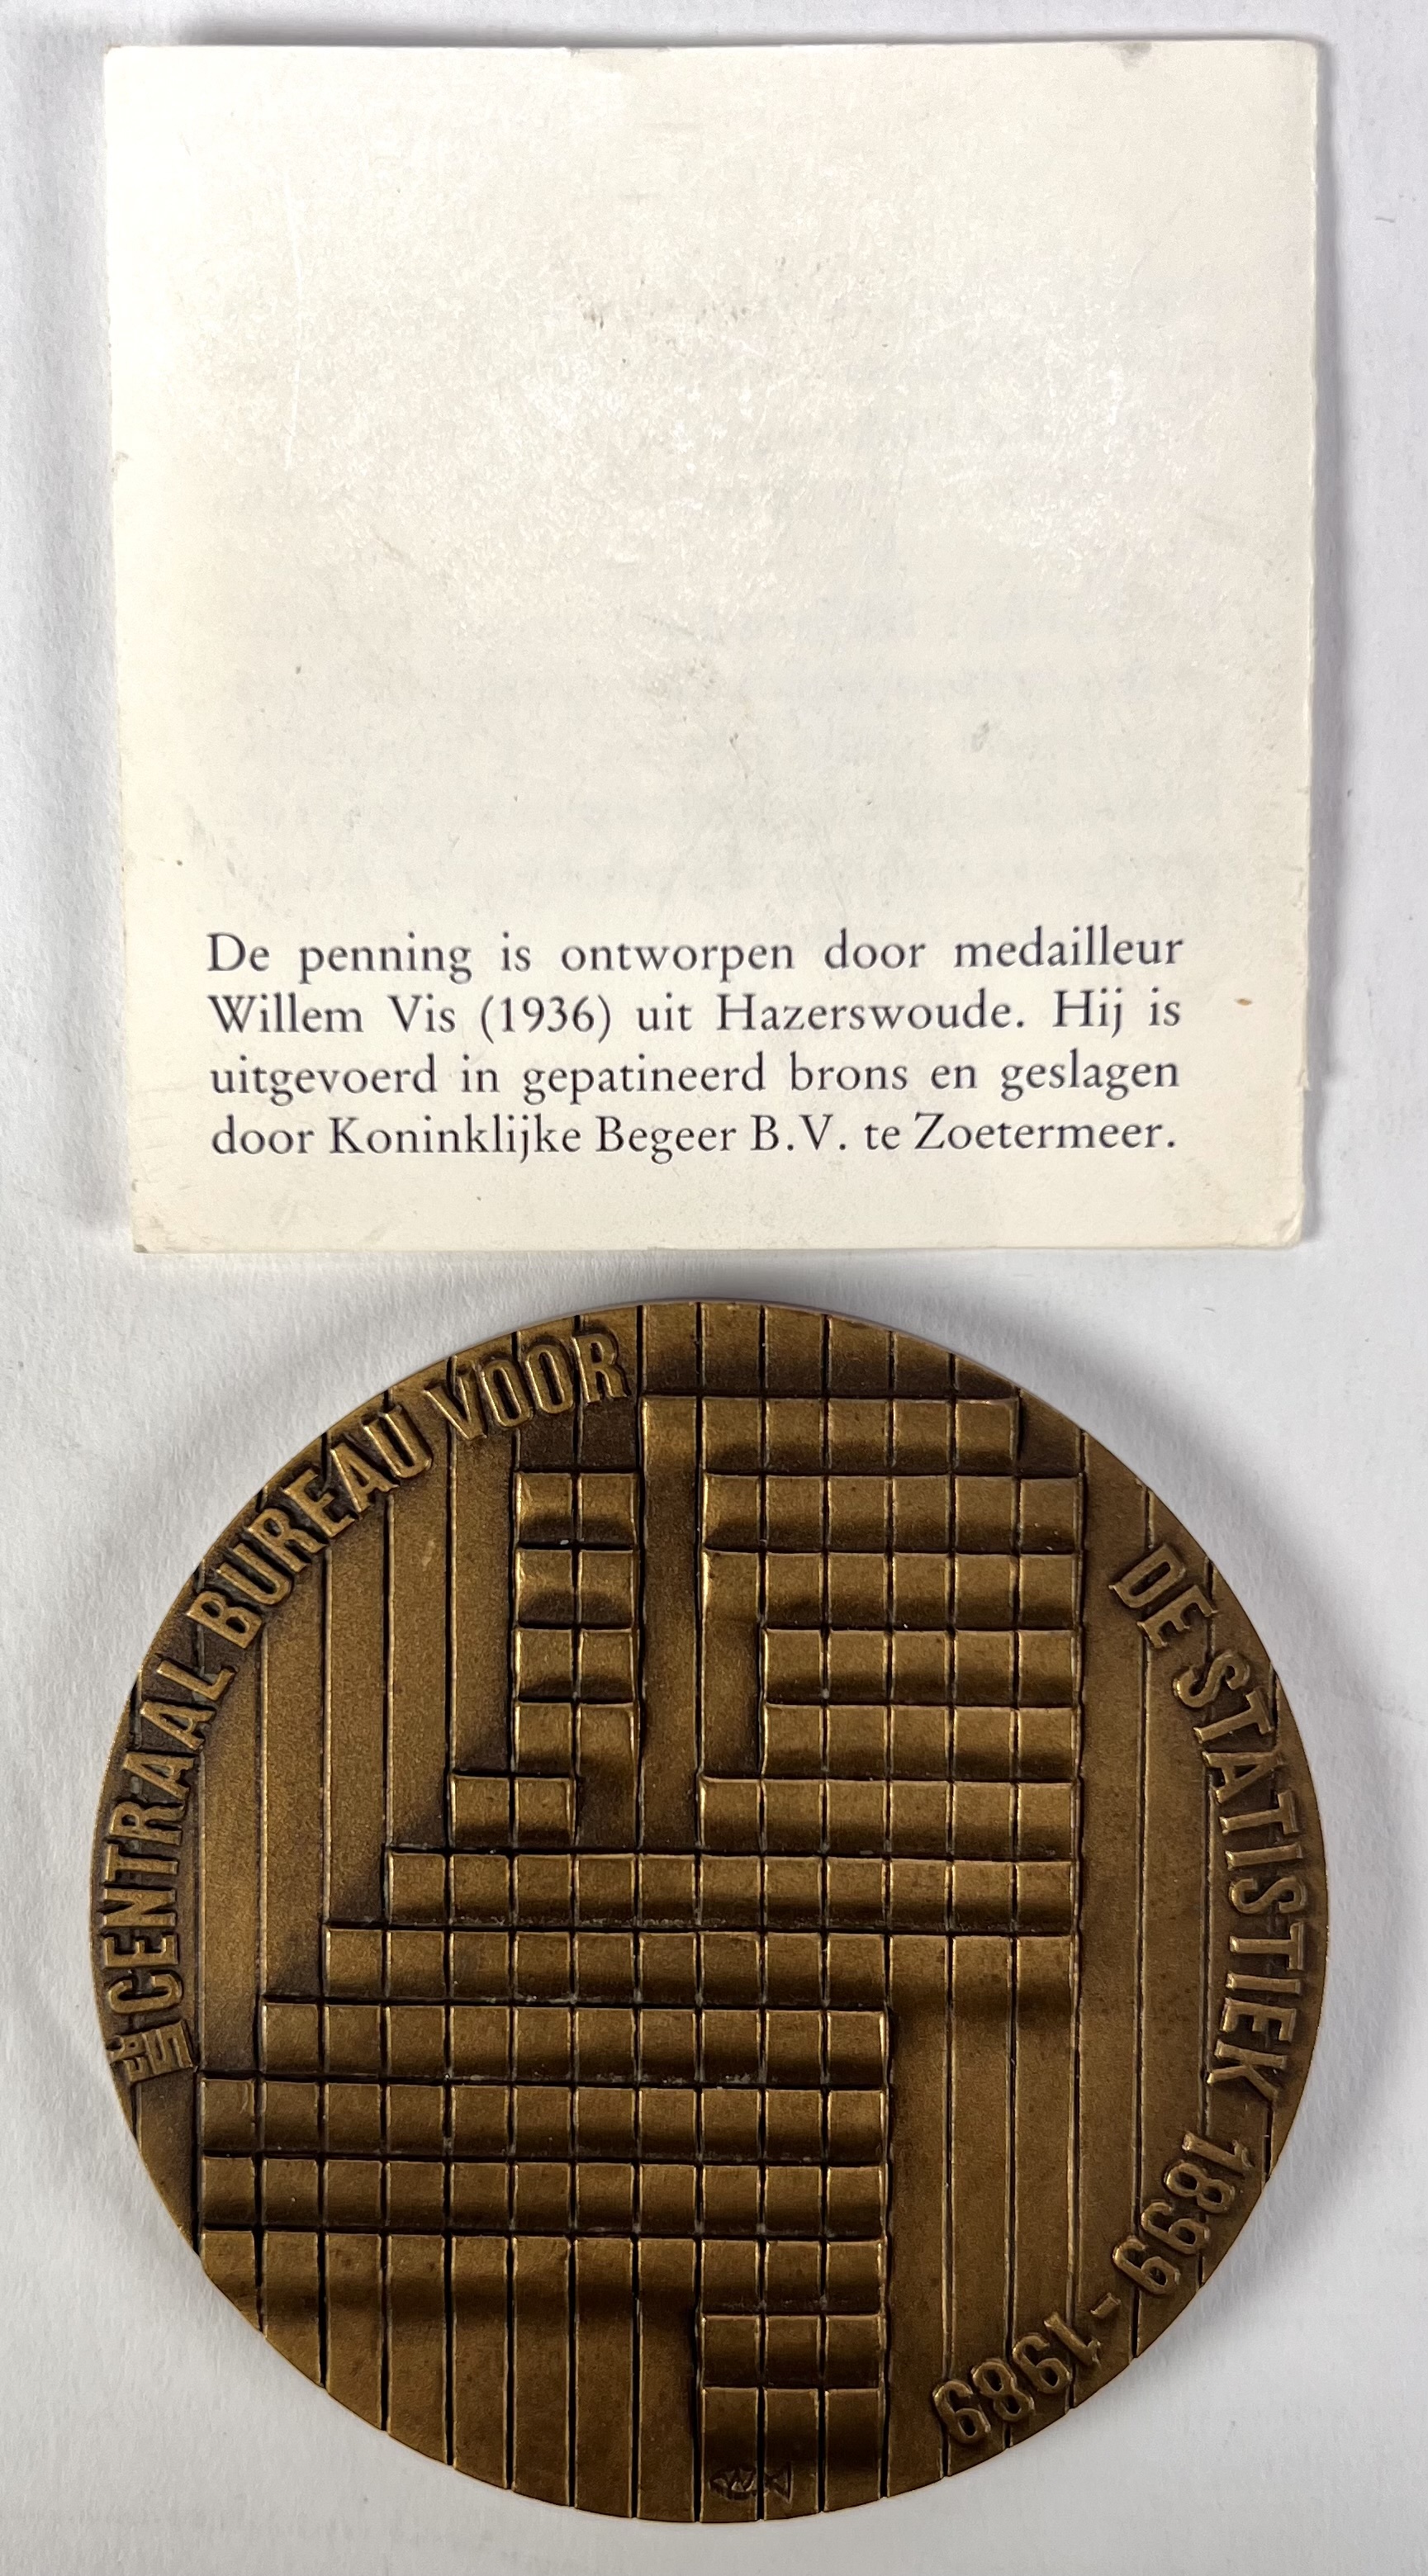 De penning is ontworpen door medailleur
Willem Vis (1936) uit Hazerswoude. Hij is
uitgevoerd in gepatineerd brons en geslagen
door Koninklijke Begeer B.V. te Zoetermeer.
CENTRAAL BUREAU VOOR
DE STATISTIEK 1899-1989